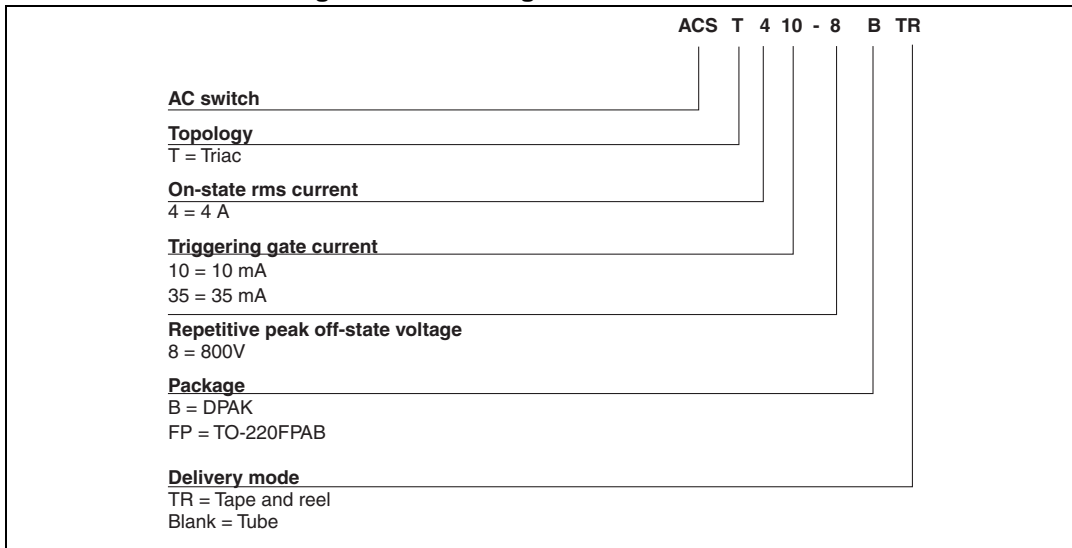 ACS T 4 10 - 8 B TR
AC switch
Topology
T = Triac
On-state rms current
4 = 4 A
Triggering gate current
10 = 10 mA
35 = 35 mA
Repetitive peak off-state voltage
8 = 800V
Package
B = DPAK
FP = TO-220FPAB
Delivery mode
TR = Tape and reel
Blank = Tube